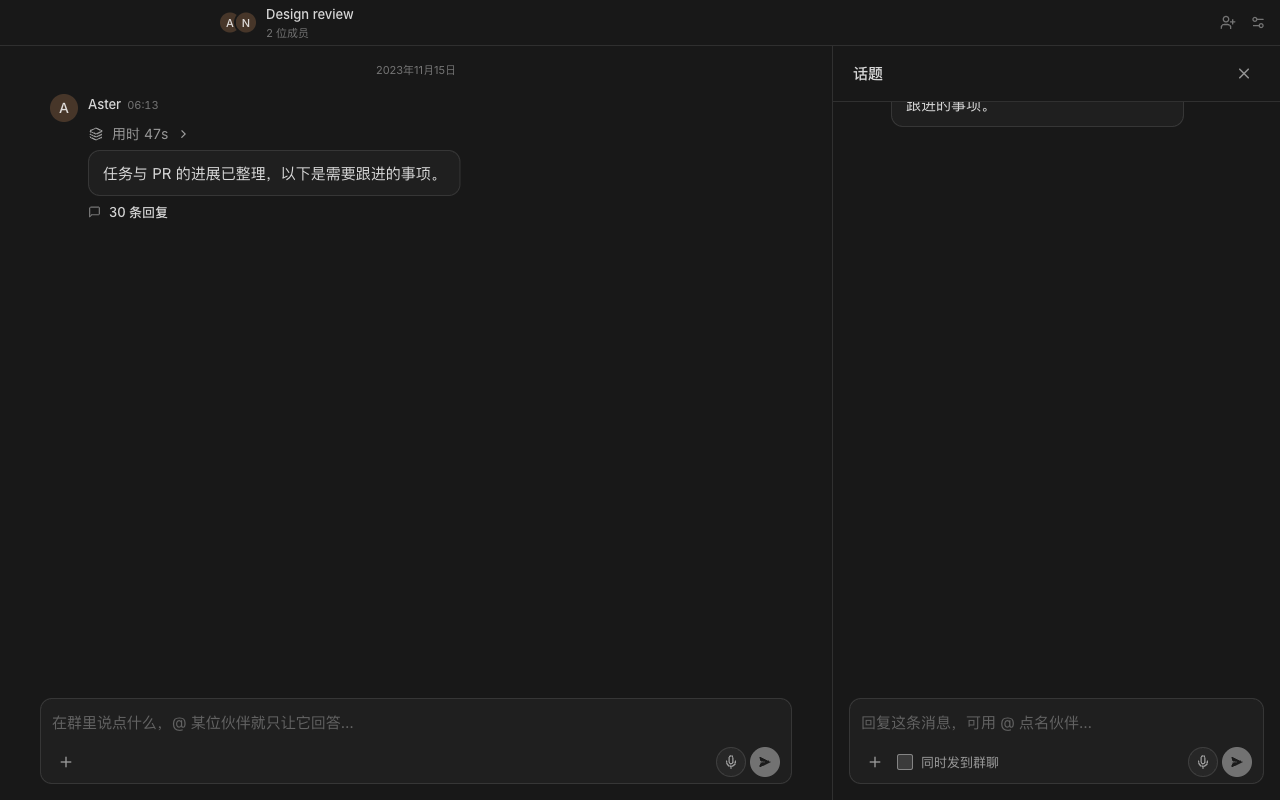 A N
Design review
2 位成员
2023年11月15日
话题
A
Aster 06:13
用时 47s
任务与 PR 的进展已整理，以下是需要跟进的事项。
30 条回复
跟进的事项。
在群里说点什么，@ 某位伙伴就只让它回答...
回复这条消息，可用 @ 点名伙伴...
同时发到群聊